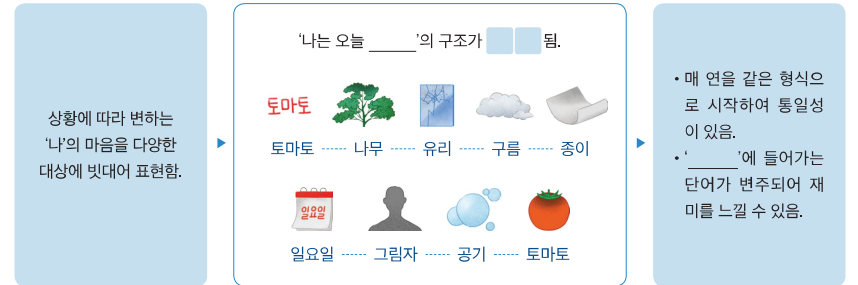 상황에 따라 변하는
‘나’의 마음을 다양한
대상에 빗대어 표현함.
‘나는 오늘 ______’의 구조가 됨.
토마토
토마토 나무 유리 구름 종이
일요일
일요일 그림자 공기 토마토
• 매 연을 같은 형식으
로 시작하여 통일성
이 있음.
• ‘______’에 들어가는
단어가 변주되어 재
미를 느낄 수 있음.